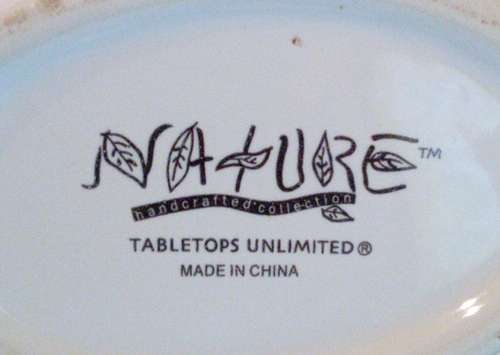 NATURE™
handcrafted·collection
TABLETOPS UNLIMITED®
MADE IN CHINA